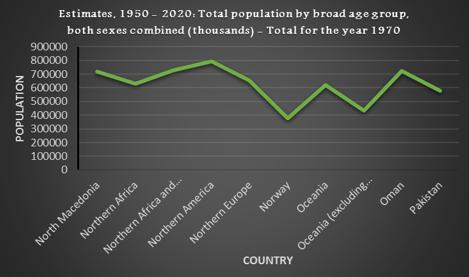 Estimates, 1950 – 2020: Total population by broad age group,
both sexes combined (thousands) – Total for the year 1970
900000
800000
700000
600000
500000
400000
300000
200000
100000
0
POPULATION
North Macedonia
Northern Africa
Northern Africa and...
Northern America
Northern Europe
Norway
Oceania
Oceania (excluding...
Oman
Pakistan
COUNTRY